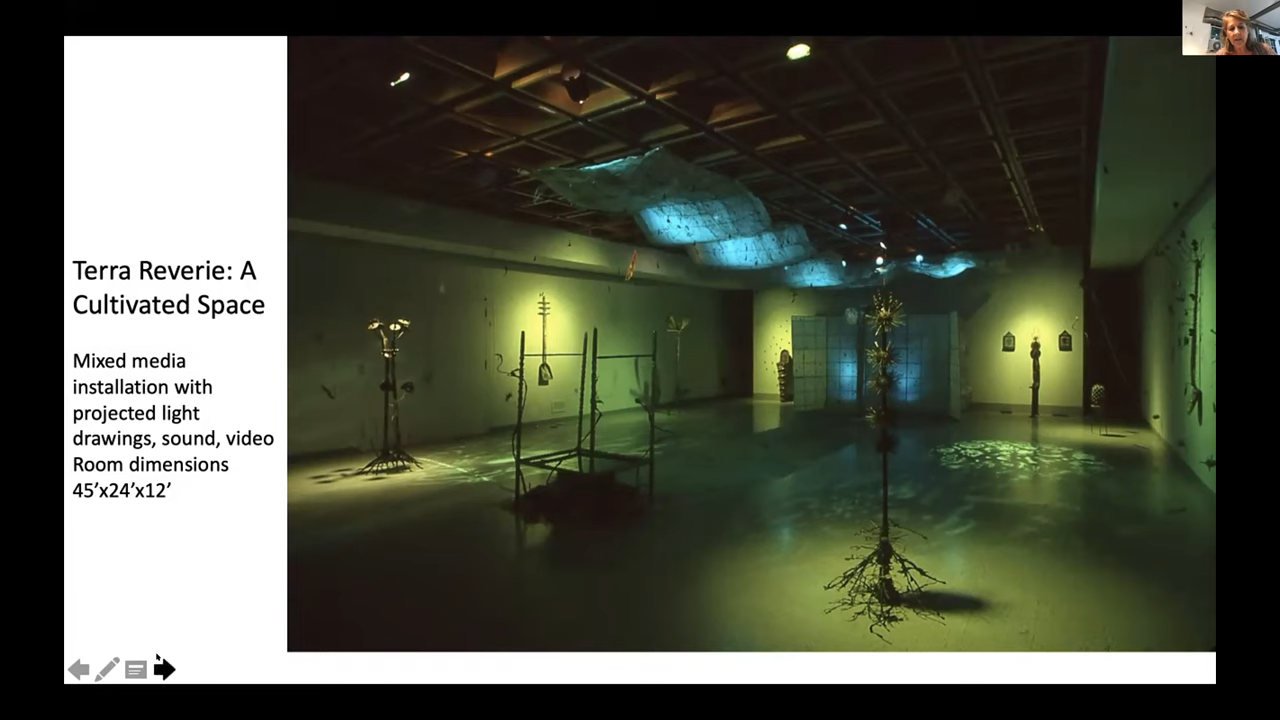 Terra Reverie: A
Cultivated Space
Mixed media
installation with
projected light
drawings, sound, video
Room dimensions
45’x24’x12’